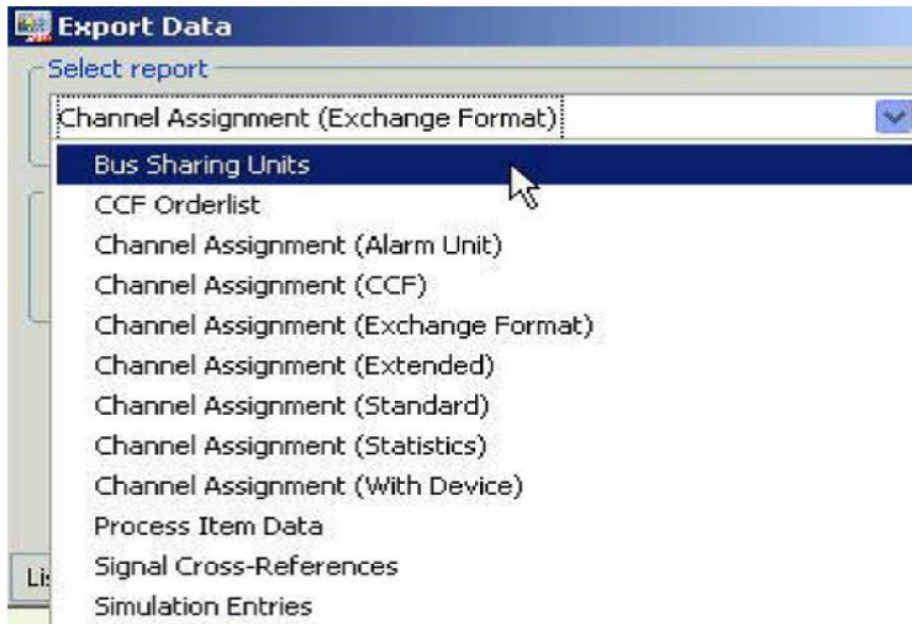 Export Data
Select report
Channel Assignment (Exchange Format)
Bus Sharing Units
CCF Orderlist
Channel Assignment (Alarm Unit)
Channel Assignment (CCF)
Channel Assignment (Exchange Format)
Channel Assignment (Extended)
Channel Assignment (Standard)
Channel Assignment (Statistics)
Channel Assignment (With Device)
Process Item Data
Signal Cross-References
Simulation Entries